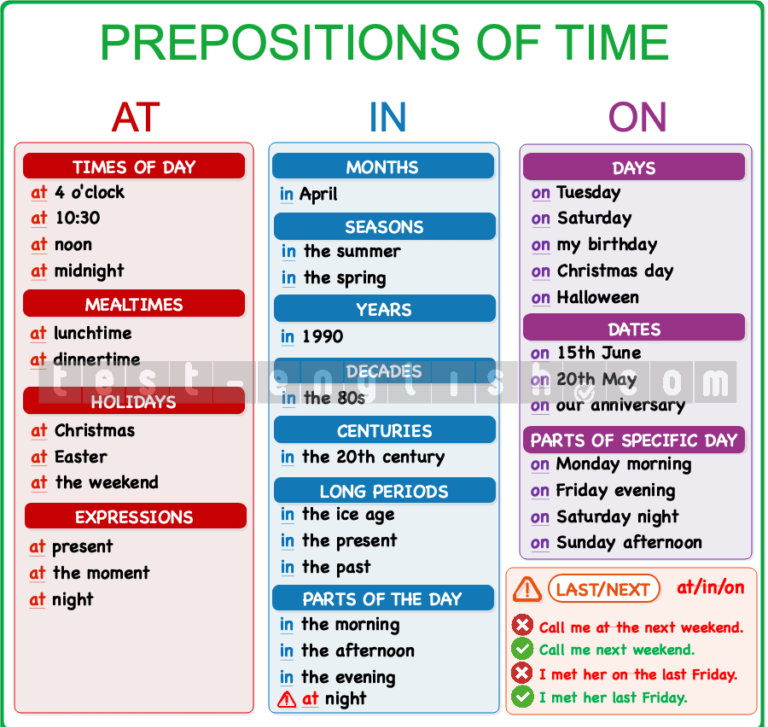 PREPOSITIONS OF TIME
AT
TIMES OF DAY
at 4 o'clock
at 10:30
at noon
at midnight
MEALTIMES
at lunchtime
at dinnertime
HOLIDAYS
at Christmas
at Easter
at the weekend
EXPRESSIONS
at present
at the moment
at night
IN
MONTHS
in April
SEASONS
in the summer
in the spring
YEARS
in 1990
DECADES
in the 80s
CENTURIES
in the 20th century
LONG PERIODS
in the ice age
in the present
in the past
PARTS OF THE DAY
in the morning
in the afternoon
in the evening
at night
ON
DAYS
on Tuesday
on Saturday
on my birthday
on Christmas day
on Halloween
DATES
on 15th June
on 20th May
on our anniversary
PARTS OF SPECIFIC DAY
on Monday morning
on Friday evening
on Saturday night
on Sunday afternoon
LAST/NEXT at/in/on
Call me at the next weekend.
Call me next weekend.
I met her on the last Friday.
I met her last Friday.
test-english.com